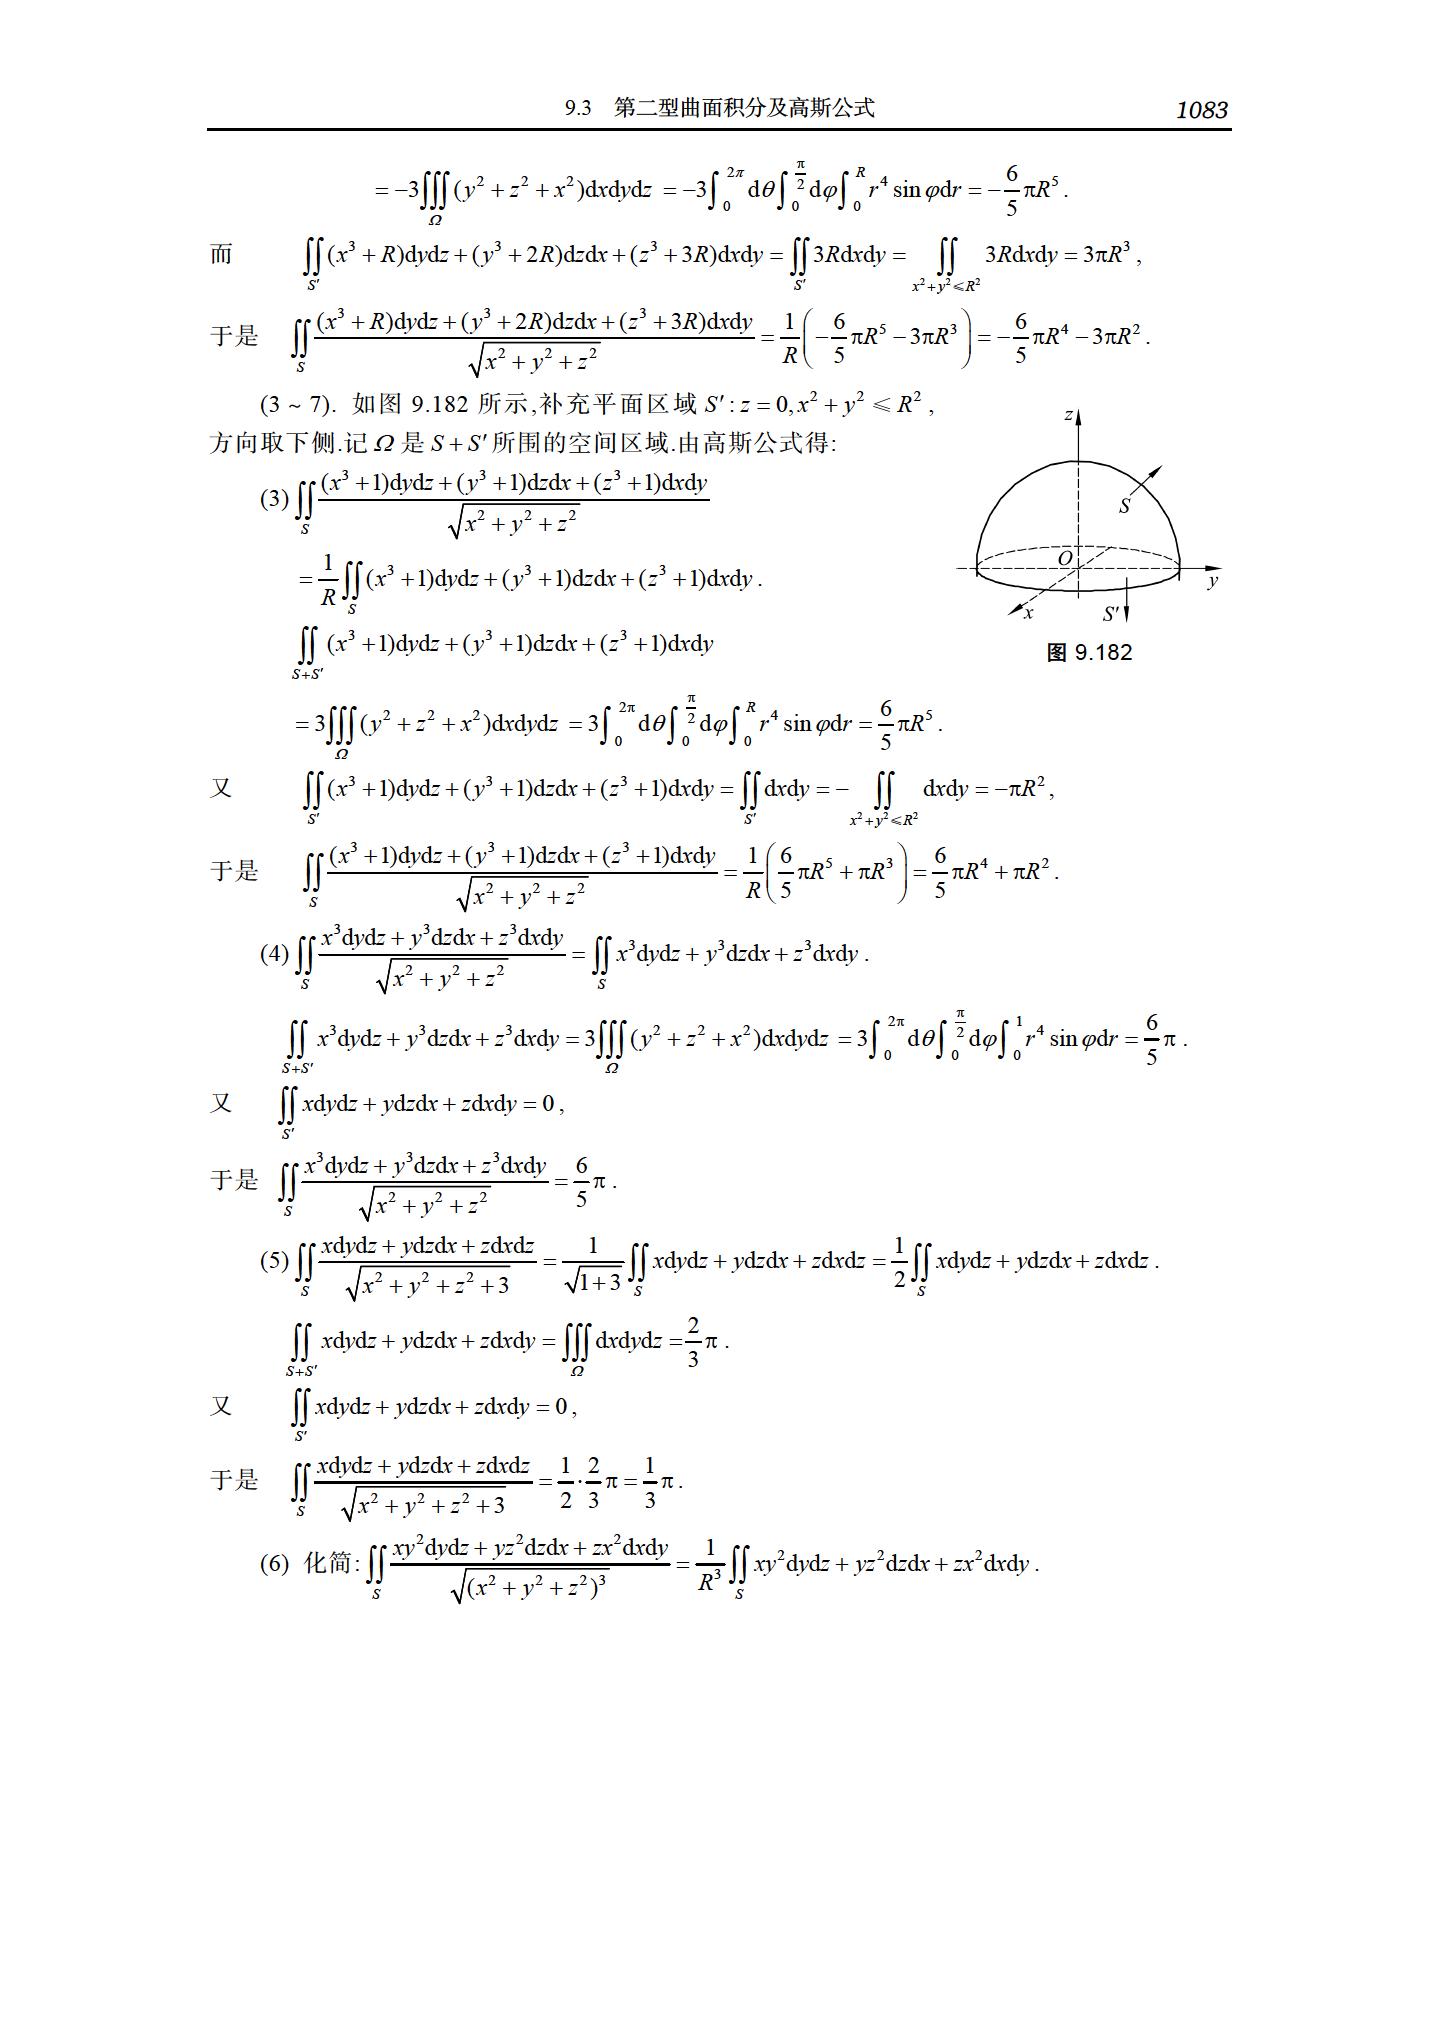 9.3 第二型曲面积分及高斯公式 1083
$= -3\iiint\limits_{\Omega}(y^2+z^2+x^2)\mathrm{d}x\mathrm{d}y\mathrm{d}z = -3\int_0^{2\pi}\mathrm{d}\theta\int_0^{\frac{\pi}{2}}\mathrm{d}\varphi\int_0^R r^4\sin\varphi\mathrm{d}r = -\frac{6}{5}\pi R^5.$
而 $\iint\limits_{S'}(x^3+R)\mathrm{d}y\mathrm{d}z+(y^3+2R)\mathrm{d}z\mathrm{d}x+(z^3+3R)\mathrm{d}x\mathrm{d}y = \iint\limits_{S'}3R\mathrm{d}x\mathrm{d}y = \iint\limits_{x^2+y^2\leqslant R^2}3R\mathrm{d}x\mathrm{d}y = 3\pi R^3,$
于是 $\iint\limits_{S}\frac{(x^3+R)\mathrm{d}y\mathrm{d}z+(y^3+2R)\mathrm{d}z\mathrm{d}x+(z^3+3R)\mathrm{d}x\mathrm{d}y}{\sqrt{x^2+y^2+z^2}} = \frac{1}{R}\left(-\frac{6}{5}\pi R^5-3\pi R^3\right) = -\frac{6}{5}\pi R^4-3\pi R^2.$
(3 ~ 7). 如图 9.182 所示,补充平面区域 $S':z=0,x^2+y^2\leqslant R^2$,
方向取下侧.记 $\Omega$ 是 $S+S'$ 所围的空间区域.由高斯公式得:
(3) $\iint\limits_{S}\frac{(x^3+1)\mathrm{d}y\mathrm{d}z+(y^3+1)\mathrm{d}z\mathrm{d}x+(z^3+1)\mathrm{d}x\mathrm{d}y}{\sqrt{x^2+y^2+z^2}}$
$= \frac{1}{R}\iint\limits_{S}(x^3+1)\mathrm{d}y\mathrm{d}z+(y^3+1)\mathrm{d}z\mathrm{d}x+(z^3+1)\mathrm{d}x\mathrm{d}y.$
z
S
O
y
x
S'
图 9.182
$\iint\limits_{S+S'}(x^3+1)\mathrm{d}y\mathrm{d}z+(y^3+1)\mathrm{d}z\mathrm{d}x+(z^3+1)\mathrm{d}x\mathrm{d}y$
$= 3\iiint\limits_{\Omega}(y^2+z^2+x^2)\mathrm{d}x\mathrm{d}y\mathrm{d}z = 3\int_0^{2\pi}\mathrm{d}\theta\int_0^{\frac{\pi}{2}}\mathrm{d}\varphi\int_0^R r^4\sin\varphi\mathrm{d}r = \frac{6}{5}\pi R^5.$
又 $\iint\limits_{S'}(x^3+1)\mathrm{d}y\mathrm{d}z+(y^3+1)\mathrm{d}z\mathrm{d}x+(z^3+1)\mathrm{d}x\mathrm{d}y = \iint\limits_{S'}\mathrm{d}x\mathrm{d}y = -\iint\limits_{x^2+y^2\leqslant R^2}\mathrm{d}x\mathrm{d}y = -\pi R^2,$
于是 $\iint\limits_{S}\frac{(x^3+1)\mathrm{d}y\mathrm{d}z+(y^3+1)\mathrm{d}z\mathrm{d}x+(z^3+1)\mathrm{d}x\mathrm{d}y}{\sqrt{x^2+y^2+z^2}} = \frac{1}{R}\left(\frac{6}{5}\pi R^5+\pi R^3\right) = \frac{6}{5}\pi R^4+\pi R^2.$
(4) $\iint\limits_{S}\frac{x^3\mathrm{d}y\mathrm{d}z+y^3\mathrm{d}z\mathrm{d}x+z^3\mathrm{d}x\mathrm{d}y}{\sqrt{x^2+y^2+z^2}} = \iint\limits_{S}x^3\mathrm{d}y\mathrm{d}z+y^3\mathrm{d}z\mathrm{d}x+z^3\mathrm{d}x\mathrm{d}y.$
$\iint\limits_{S+S'}x^3\mathrm{d}y\mathrm{d}z+y^3\mathrm{d}z\mathrm{d}x+z^3\mathrm{d}x\mathrm{d}y = 3\iiint\limits_{\Omega}(y^2+z^2+x^2)\mathrm{d}x\mathrm{d}y\mathrm{d}z = 3\int_0^{2\pi}\mathrm{d}\theta\int_0^{\frac{\pi}{2}}\mathrm{d}\varphi\int_0^1 r^4\sin\varphi\mathrm{d}r = \frac{6}{5}\pi.$
又 $\iint\limits_{S'}x\mathrm{d}y\mathrm{d}z+y\mathrm{d}z\mathrm{d}x+z\mathrm{d}x\mathrm{d}y = 0,$
于是 $\iint\limits_{S}\frac{x^3\mathrm{d}y\mathrm{d}z+y^3\mathrm{d}z\mathrm{d}x+z^3\mathrm{d}x\mathrm{d}y}{\sqrt{x^2+y^2+z^2}} = \frac{6}{5}\pi.$
(5) $\iint\limits_{S}\frac{x\mathrm{d}y\mathrm{d}z+y\mathrm{d}z\mathrm{d}x+z\mathrm{d}x\mathrm{d}z}{\sqrt{x^2+y^2+z^2+3}} = \frac{1}{\sqrt{1+3}}\iint\limits_{S}x\mathrm{d}y\mathrm{d}z+y\mathrm{d}z\mathrm{d}x+z\mathrm{d}x\mathrm{d}z = \frac{1}{2}\iint\limits_{S}x\mathrm{d}y\mathrm{d}z+y\mathrm{d}z\mathrm{d}x+z\mathrm{d}x\mathrm{d}z.$
$\iint\limits_{S+S'}x\mathrm{d}y\mathrm{d}z+y\mathrm{d}z\mathrm{d}x+z\mathrm{d}x\mathrm{d}y = \iiint\limits_{\Omega}\mathrm{d}x\mathrm{d}y\mathrm{d}z = \frac{2}{3}\pi.$
又 $\iint\limits_{S'}x\mathrm{d}y\mathrm{d}z+y\mathrm{d}z\mathrm{d}x+z\mathrm{d}x\mathrm{d}y = 0,$
于是 $\iint\limits_{S}\frac{x\mathrm{d}y\mathrm{d}z+y\mathrm{d}z\mathrm{d}x+z\mathrm{d}x\mathrm{d}z}{\sqrt{x^2+y^2+z^2+3}} = \frac{1}{2}\cdot\frac{2}{3}\pi = \frac{1}{3}\pi.$
(6) 化简: $\iint\limits_{S}\frac{xy^2\mathrm{d}y\mathrm{d}z+yz^2\mathrm{d}z\mathrm{d}x+zx^2\mathrm{d}x\mathrm{d}y}{\sqrt{(x^2+y^2+z^2)^3}} = \frac{1}{R^3}\iint\limits_{S}xy^2\mathrm{d}y\mathrm{d}z+yz^2\mathrm{d}z\mathrm{d}x+zx^2\mathrm{d}x\mathrm{d}y.$